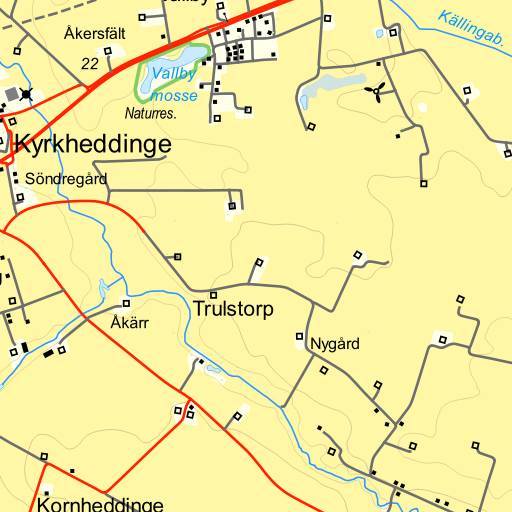 Källingab.
Åkersfält
22
Vallby
mosse
Naturres.
Kyrkheddinge
Söndregård
Trulstorp
Åkärr
Nygård
Kornheddinge